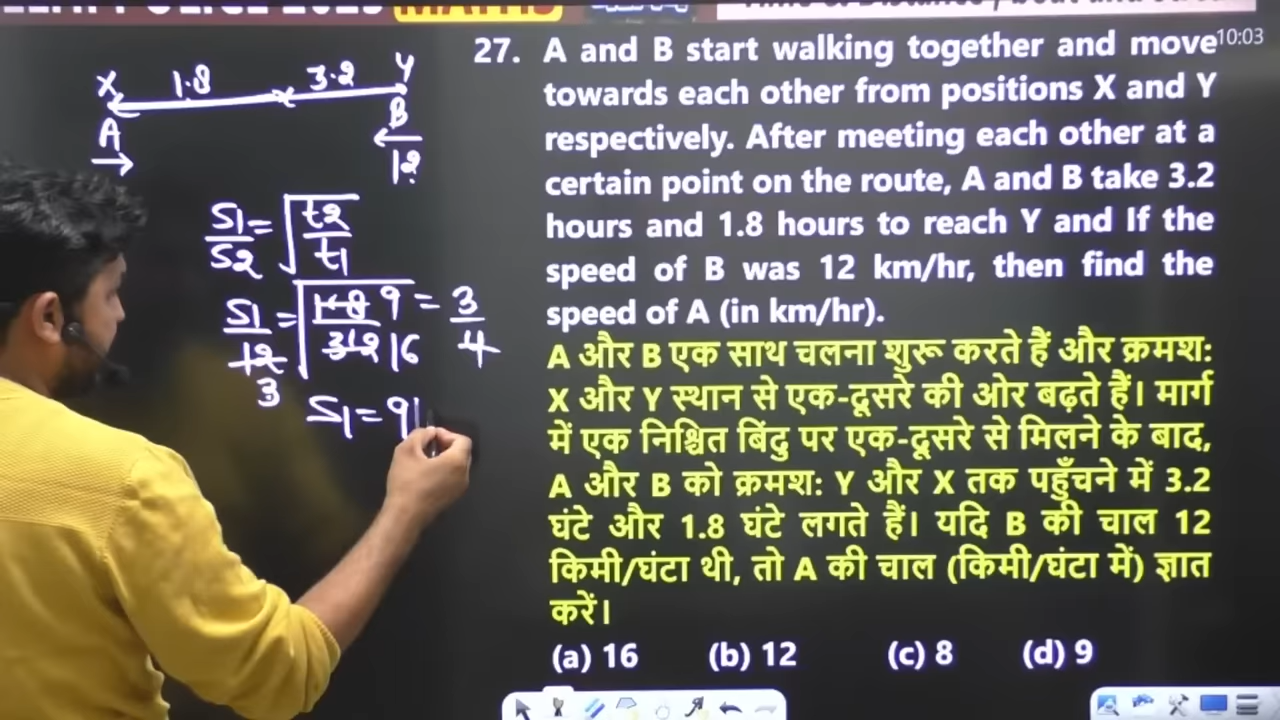 MATHS
10:03
27. A and B start walking together and move
towards each other from positions X and Y
respectively. After meeting each other at a
certain point on the route, A and B take 3.2
hours and 1.8 hours to reach Y and If the
speed of B was 12 km/hr, then find the
speed of A (in km/hr).
A और B एक साथ चलना शुरू करते हैं और क्रमश:
X और Y स्थान से एक-दूसरे की ओर बढ़ते हैं। मार्ग
में एक निश्चित बिंदु पर एक-दूसरे से मिलने के बाद,
A और B को क्रमश: Y और X तक पहुँचने में 3.2
घंटे और 1.8 घंटे लगते हैं। यदि B की चाल 12
किमी/घंटा थी, तो A की चाल (किमी/घंटा में) ज्ञात
करें।
(a) 16 (b) 12 (c) 8 (d) 9
X 1.8 3.2 Y
A B
12
S1/S2 = √t2/t1
S1/12 = √1.8/3.2 9/16 = 3/4
3
S1 = 9